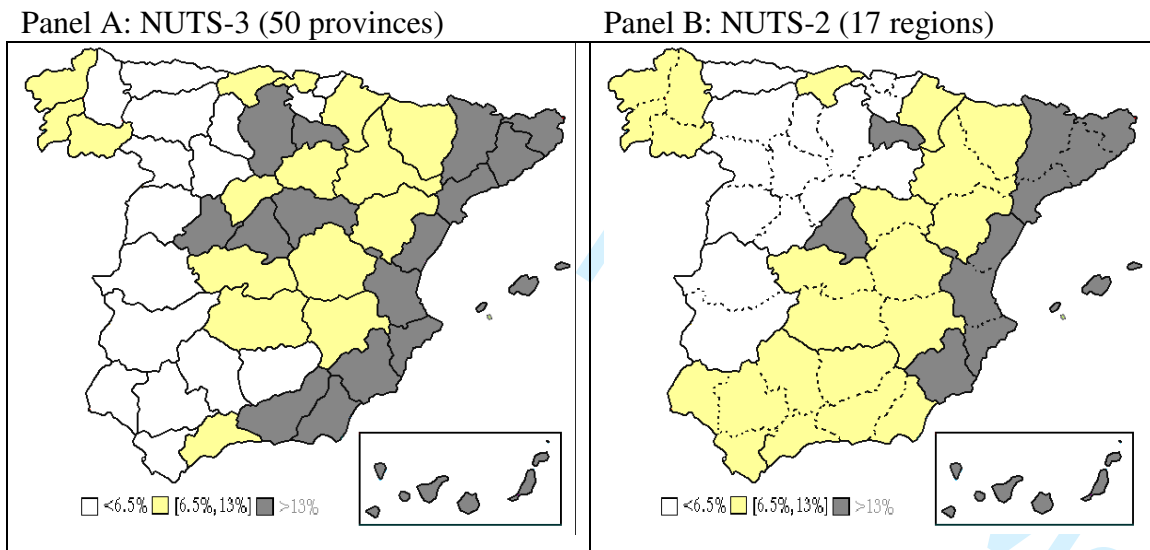 Panel A: NUTS-3 (50 provinces)
Panel B: NUTS-2 (17 regions)
<6.5% [6.5%,13%] >13%
<6.5% [6.5%,13%] >13%